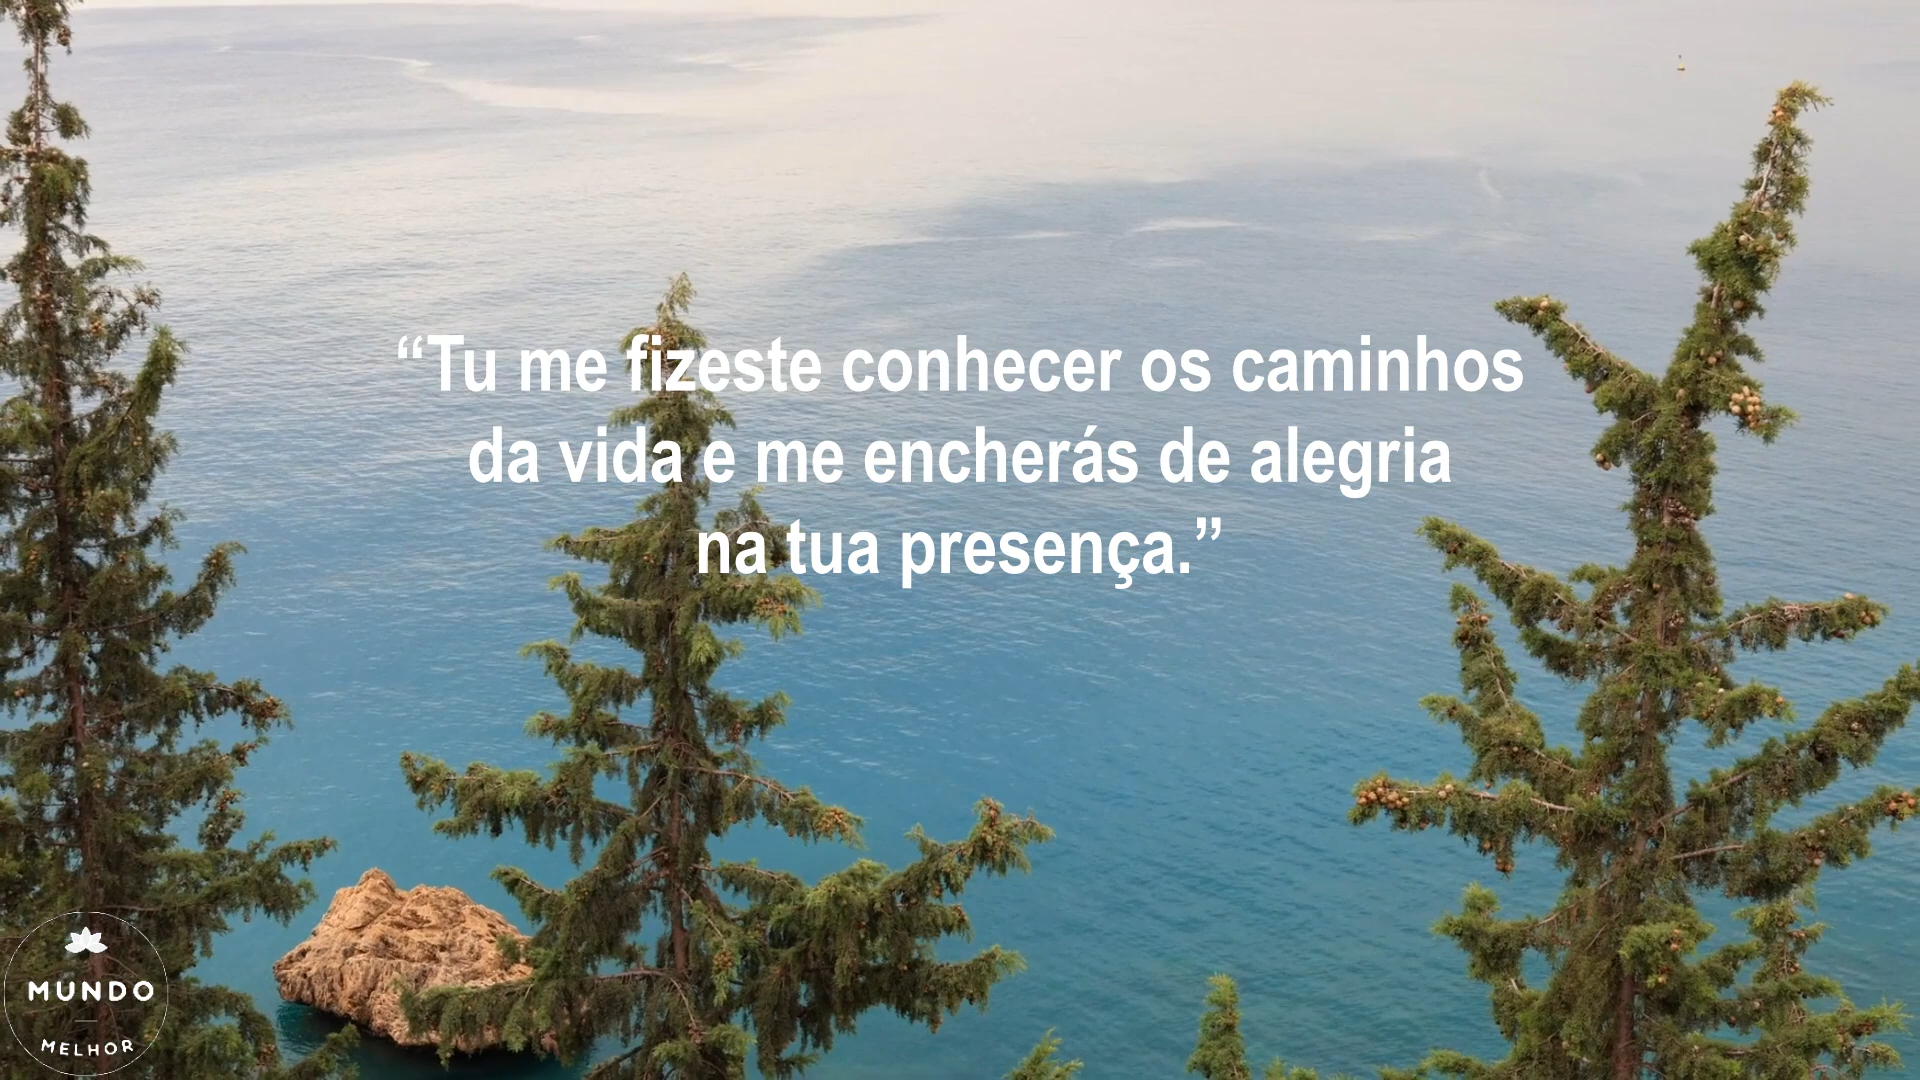 “Tu me fizeste conhecer os caminhos
da vida e me encherás de alegria
na tua presença.”
MUNDO
MELHOR